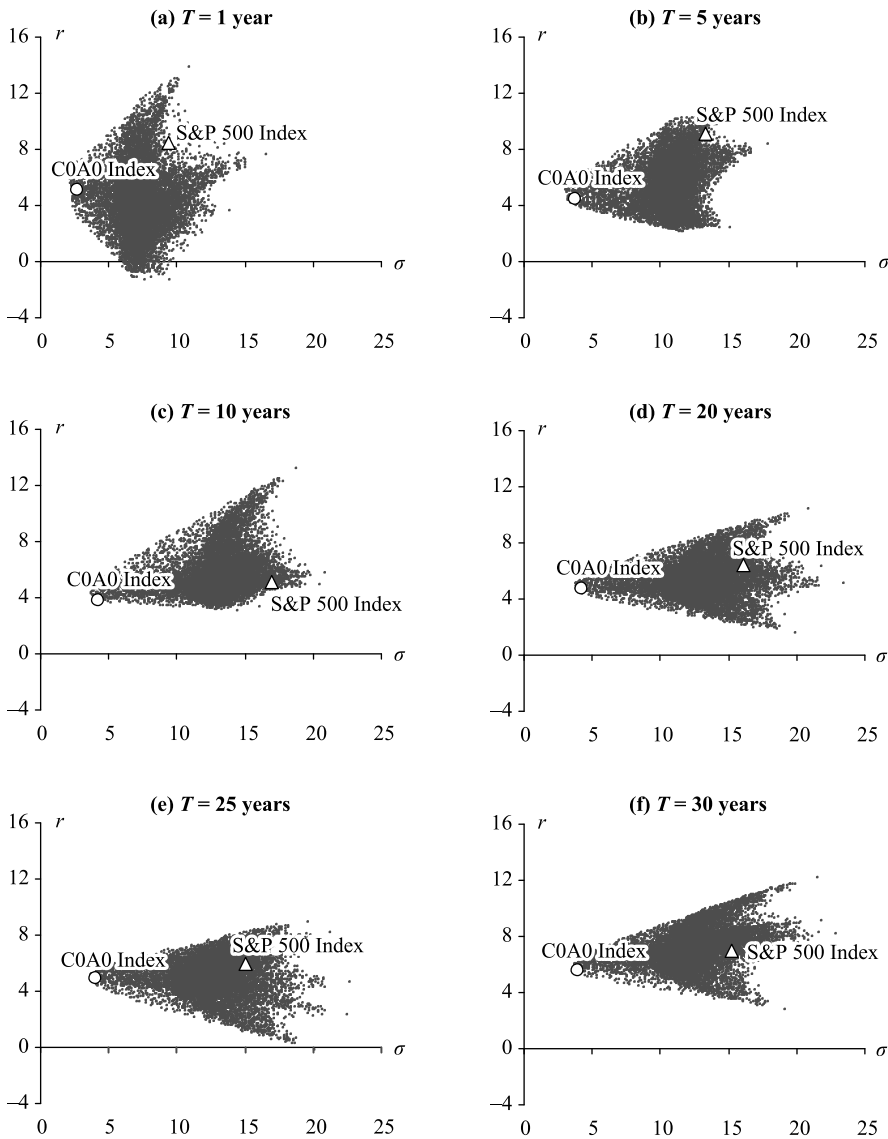 (a) T = 1 year
16
r
12
8
4
0
–4
S&P 500 Index
C0A0 Index
σ
0 5 10 15 20 25
(b) T = 5 years
16
r
12
8
4
0
–4
S&P 500 Index
C0A0 Index
σ
0 5 10 15 20 25
(c) T = 10 years
16
r
12
8
4
0
–4
C0A0 Index
S&P 500 Index
σ
0 5 10 15 20 25
(d) T = 20 years
16
r
12
8
4
0
–4
S&P 500 Index
C0A0 Index
σ
0 5 10 15 20 25
(e) T = 25 years
16
r
12
8
4
0
–4
S&P 500 Index
C0A0 Index
σ
0 5 10 15 20 25
(f) T = 30 years
16
r
12
8
4
0
–4
C0A0 Index
S&P 500 Index
σ
0 5 10 15 20 25